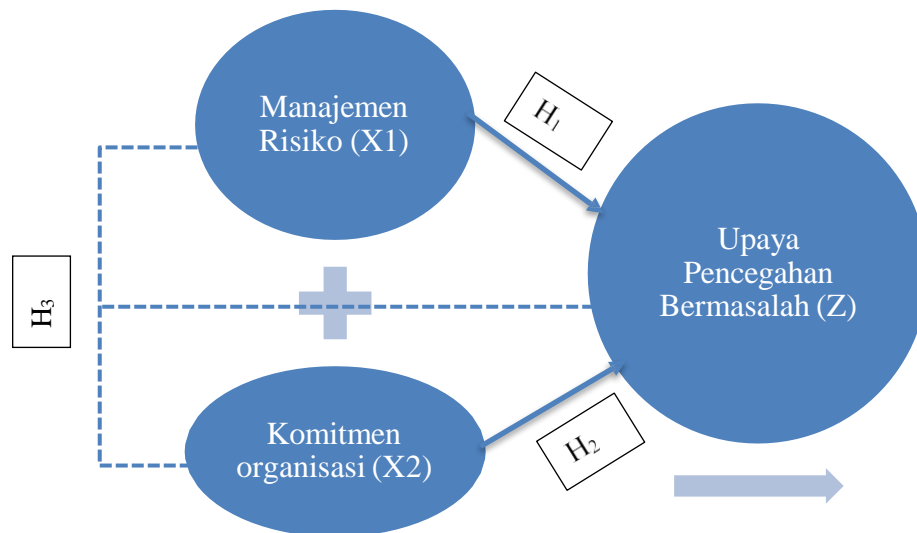 Manajemen
Risiko (X1)
H₁
Upaya
Pencegahan
Bermasalah (Z)
H₃
Komitmen
organisasi (X2)
H₂